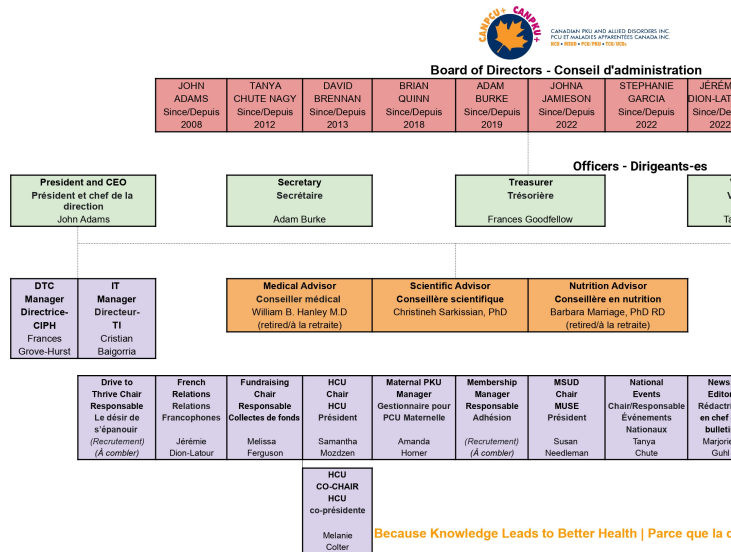 CANPCU+ CANPKU+
CANADIAN PKU AND ALLIED DISORDERS INC.
PCU ET MALADIES APPARENTÉES CANADA INC.
Board of Directors - Conseil d'administration
JOHN
ADAMS
Since/Depuis
2008
TANYA
CHUTE NAGY
Since/Depuis
2012
DAVID
BRENNAN
Since/Depuis
2013
BRIAN
QUINN
Since/Depuis
2018
ADAM
BURKE
Since/Depuis
2019
JOHNA
JAMIESON
Since/Depuis
2022
STEPHANIE
GARCIA
Since/Depuis
2022
2022
Officers - Dirigeants-es
President and CEO
Président et chef de la
direction
John Adams
Secretary
Secrétaire
Adam Burke
Treasurer
Trésorière
Frances Goodfellow
DTC
Manager
Directrice-
CIPH
Frances
Grove-Hurst
IT
Manager
Directeur-
TI
Cristian
Baigorria
Medical Advisor
Conseiller médical
William B. Hanley M.D
(retired/à la retraite)
Scientific Advisor
Conseillère scientifique
Christineh Sarkissian, PhD
Nutrition Advisor
Conseillère en nutrition
Barbara Marriage, PhD RD
(retired/à la retraite)
Drive to
Thrive Chair
Responsable
Le désir de
s'épanouir
(Recrutement)
(À combler)
French
Relations
Relations
Francophones
Jérémie
Dion-Latour
Fundraising
Chair
Responsable
Collectes de fonds
Melissa
Ferguson
HCU
Chair
HCU
Président
Samantha
Mozdzen
Maternal PKU
Manager
Gestionnaire pour
PCU Maternelle
Amanda
Horner
Membership
Manager
Responsable
Adhésion
(Recrutement)
(À combler)
MSUD
Chair
MUSE
Président
Susan
Needleman
National
Events
Chair/Responsable
Événements
Nationaux
Tanya
Chute
News
Editor
en chef
Marjorie
Guhl
HCU
CO-CHAIR
HCU
co-présidente
Melanie
Colter
Because Knowledge Leads to Better Health | Parce que la